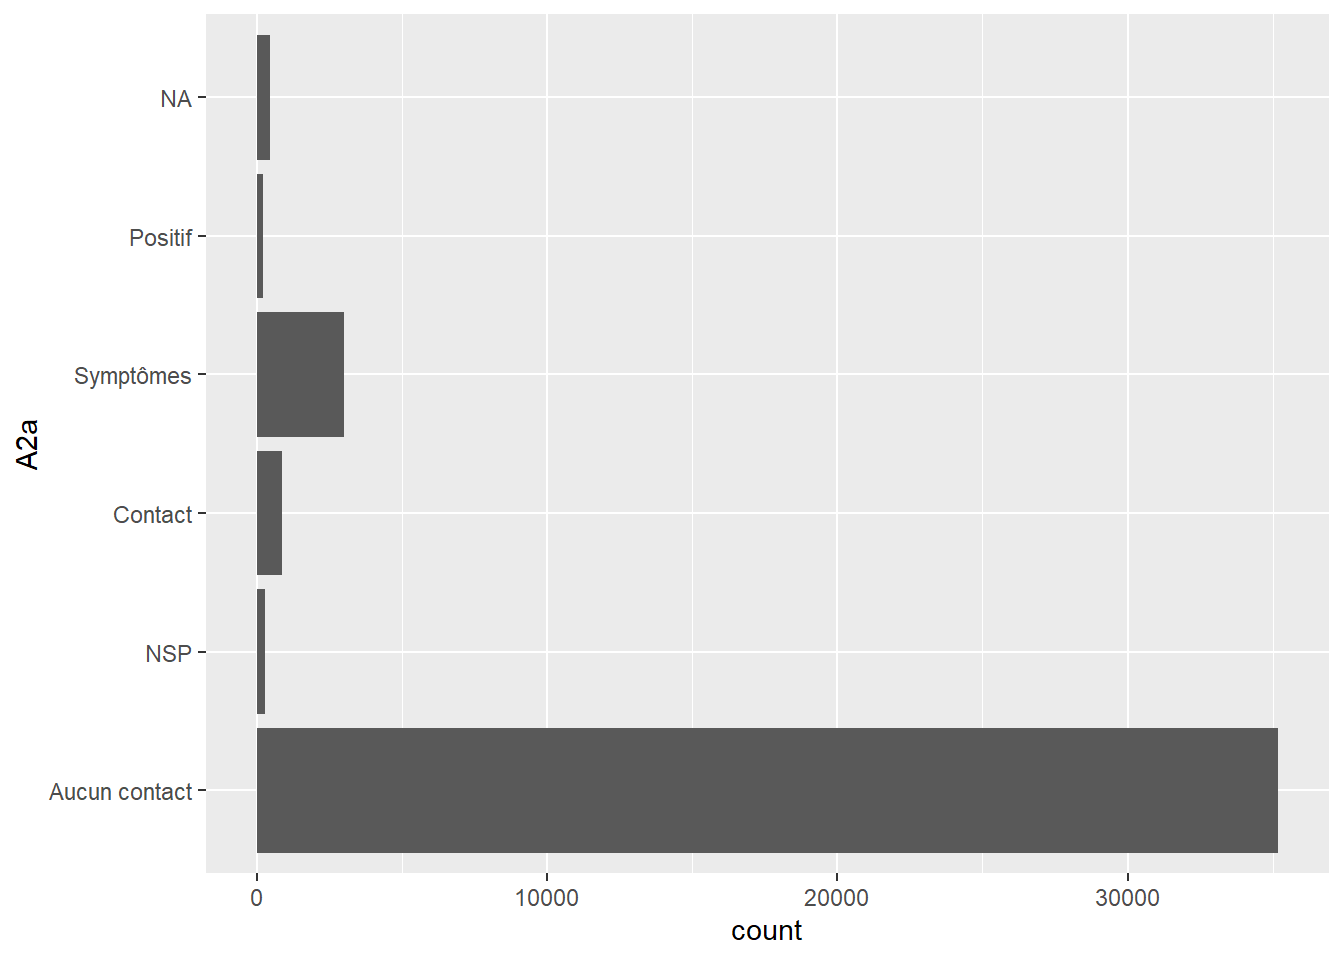 NA
Positif
Symptômes
Contact
NSP
Aucun contact
A2a
0 10000 20000 30000
count